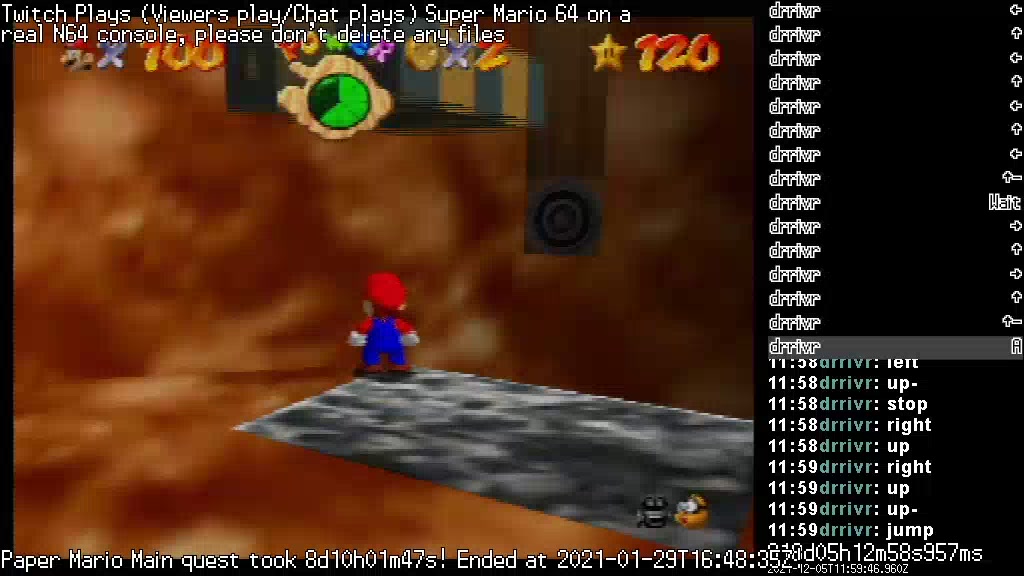 Twitch Plays (Viewers play/Chat plays) Super Mario 64 on a
real N64 console, please don't delete any files
100
X 2
120
drrivr ←
drrivr ↑
drrivr ←
drrivr ↑
drrivr ←
drrivr ↑
drrivr ←
drrivr ↑-
drrivr Wait
drrivr →
drrivr ↑
drrivr →
drrivr ↑
drrivr ↑-
drrivr A
11:58drrivr: left
11:58drrivr: up-
11:58drrivr: stop
11:58drrivr: right
11:58drrivr: up
11:59drrivr: right
11:59drrivr: up
11:59drrivr: up-
11:59drrivr: jump
Paper Mario Main quest took 8d10h01m47s! Ended at 2021-01-29T16:48:
d05h12m58s957ms